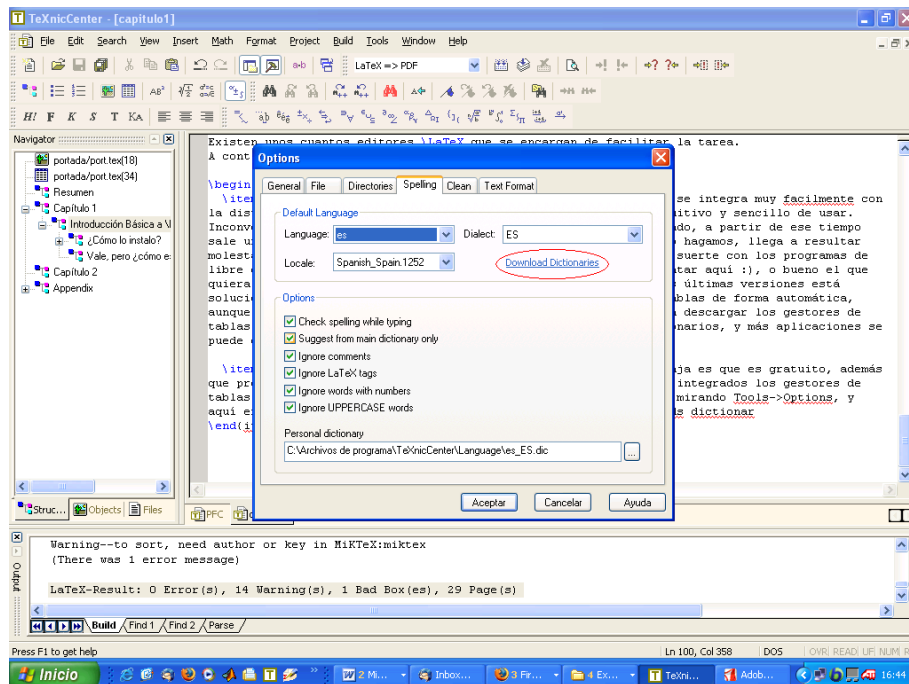 TeXnicCenter - [capitulo1]
File Edit Search View Insert Math Format Project Build Tools Window Help
LaTeX => PDF
H! F K S T KA
Navigator
portada/port.tex(18)
portada/port.tex(34)
Resumen
Capítulo 1
Introducción Básica a \l
¿Cómo lo instalo?
Vale, pero ¿cómo e
Capítulo 2
Appendix
Struc... Objects Files
Existen unos cuantos editores \LaTeX que se encargan de facilitar la tarea.
A cont
\begin
\ite se integra muy facilmente con
la dis itivo y sencillo de usar.
Inconv do, a partir de ese tiempo
sale u hagamos, llega a resultar
molest suerte con los programas de
libre tar aquí :), o bueno el que
quiera últimas versiones está
soluci blas de forma automática,
aunque descargar los gestores de
tablas narios, y más aplicaciones se
puede
\ite ja es que es gratuito, además
que pr integrados los gestores de
tablas mirando Tools->Options, y
aquí e s dictionar
\end{i
PFC
Options
General File Directories Spelling Clean Text Format
Default Language
Language: es Dialect: ES
Locale: Spanish_Spain.1252 Download Dictionaries
Options
Check spelling while typing
Suggest from main dictionary only
Ignore comments
Ignore LaTeX tags
Ignore words with numbers
Ignore UPPERCASE words
Personal dictionary
C:\Archivos de programa\TeXnicCenter\Language\es_ES.dic ...
Aceptar Cancelar Ayuda
Output
Warning--to sort, need author or key in MiKTeX:miktex
(There was 1 error message)
LaTeX-Result: 0 Error(s), 14 Warning(s), 1 Bad Box(es), 29 Page(s)
Build Find 1 Find 2 Parse
Press F1 to get help Ln 100, Col 358 DOS OVR READ UF NUM R
Inicio 2 Mi... Inbox... 3 Fir... 4 Ex... TeXni... Adob... 16:44